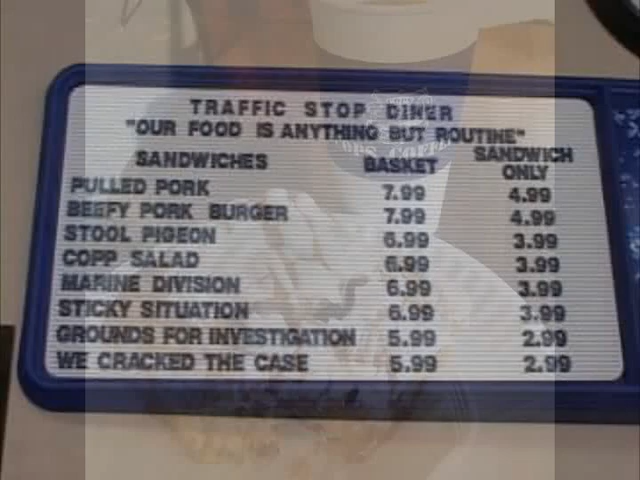 TRAFFIC STOP DINER
"OUR FOOD IS ANYTHING BUT ROUTINE"
SANDWICHES BASKET SANDWICH ONLY
PULLED PORK 7.99 4.99
BEEFY PORK BURGER 7.99 4.99
STOOL PIGEON 6.99 3.99
COPP SALAD 6.99 3.99
MARINE DIVISION 6.99 3.99
STICKY SITUATION 6.99 3.99
GROUNDS FOR INVESTIGATION 5.99 2.99
WE CRACKED THE CASE 5.99 2.99